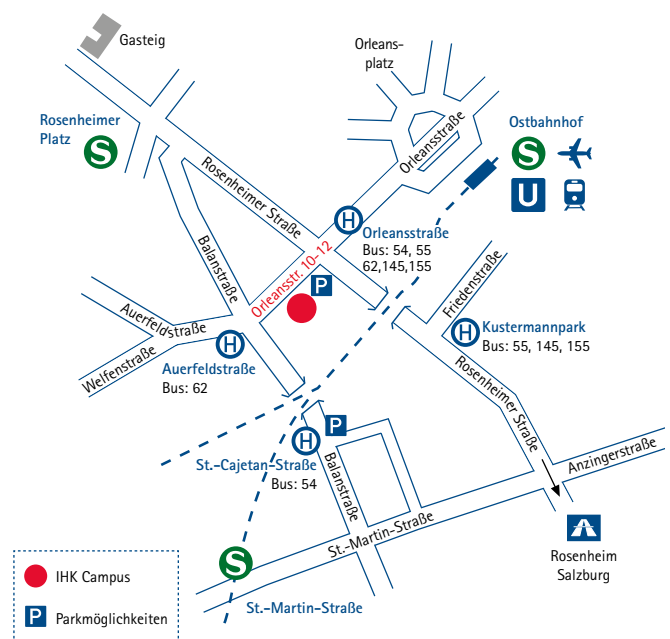 Gasteig
Orleans-
platz
Rosenheimer
Platz
S
Ostbahnhof
S
U
Orleansstraße
Rosenheimer Straße
H
Orleansstraße
Bus: 54, 55
62,145,155
Balanstraße
Orleansstr. 10-12
P
Friedenstraße
Auerfeldstraße
Welfenstraße
H
Auerfeldstraße
Bus: 62
H
Kustermannpark
Bus: 55, 145, 155
Rosenheimer Straße
P
H
St.-Cajetan-Straße
Bus: 54
Balanstraße
Anzingerstraße
St.-Martin-Straße
S
St.-Martin-Straße
Rosenheim
Salzburg
IHK Campus
P
Parkmöglichkeiten